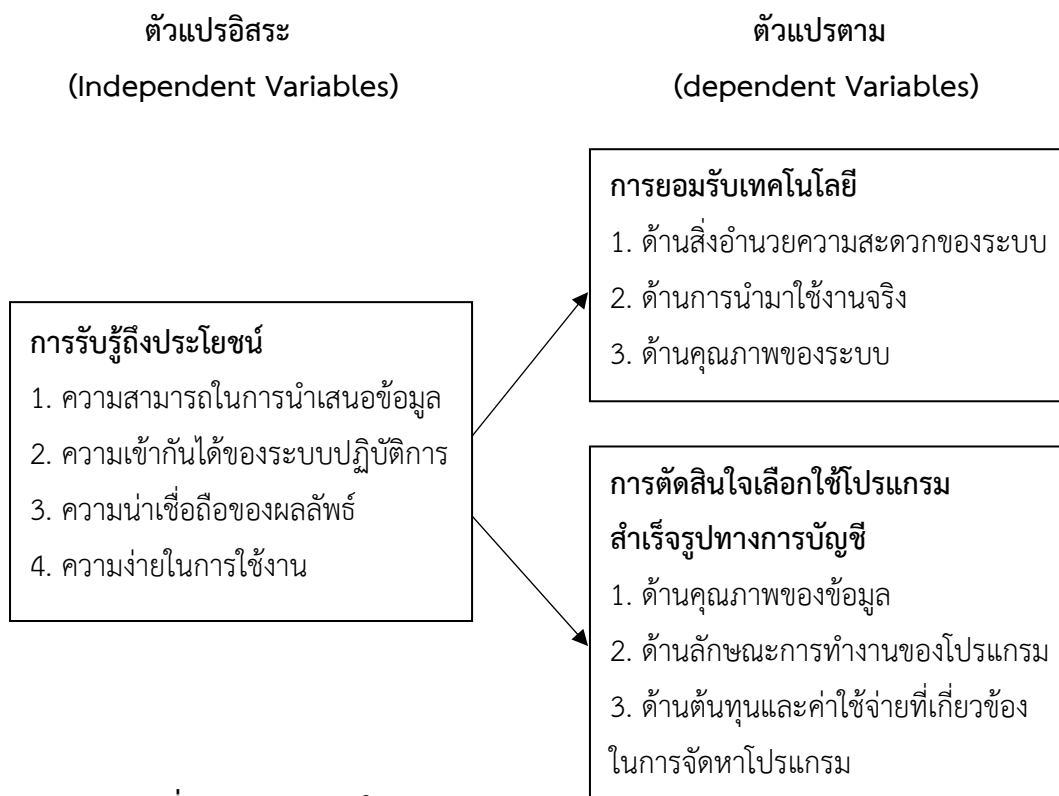 ตัวแปรอิสระ
(Independent Variables)
ตัวแปรตาม
(dependent Variables)
การรับรู้ถึงประโยชน์
1. ความสามารถในการนำเสนอข้อมูล
2. ความเข้ากันได้ของระบบปฏิบัติการ
3. ความน่าเชื่อถือของผลลัพธ์
4. ความง่ายในการใช้งาน
การยอมรับเทคโนโลยี
1. ด้านสิ่งอำนวยความสะดวกของระบบ
2. ด้านการนำมาใช้งานจริง
3. ด้านคุณภาพของระบบ
การตัดสินใจเลือกใช้โปรแกรม
สำเร็จรูปทางการบัญชี
1. ด้านคุณภาพของข้อมูล
2. ด้านลักษณะการทำงานของโปรแกรม
3. ด้านต้นทุนและค่าใช้จ่ายที่เกี่ยวข้อง
ในการจัดหาโปรแกรม